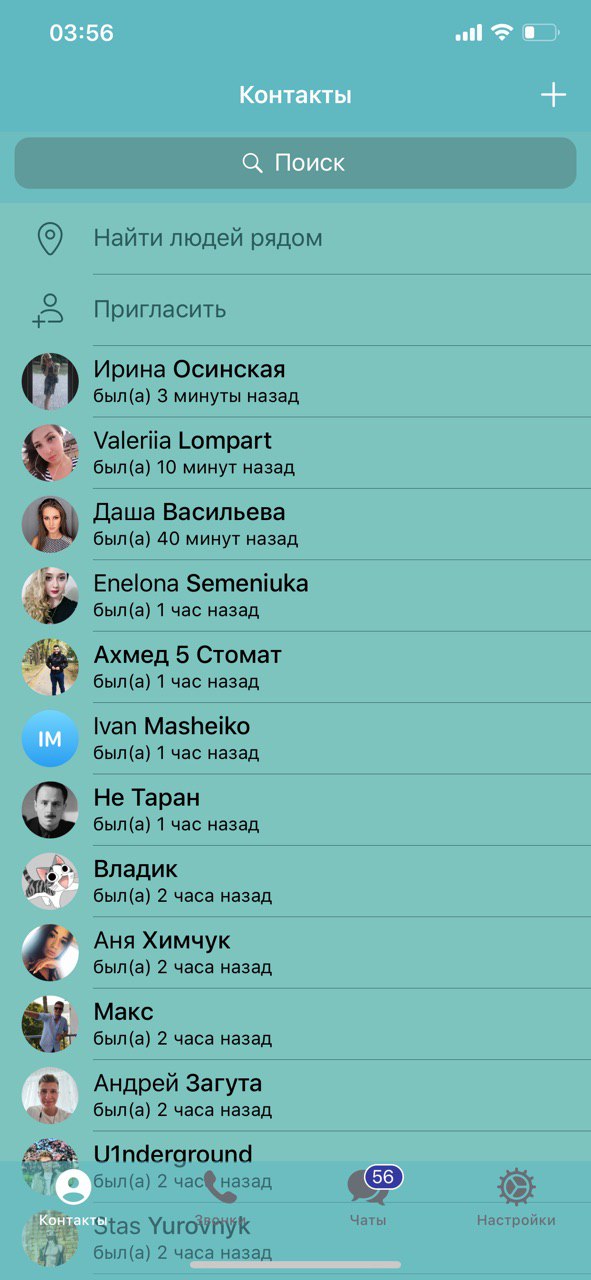 03:56
Контакты
Поиск
Найти людей рядом
Пригласить
Ирина Осинская
был(а) 3 минуты назад
Valeriia Lompart
был(а) 10 минут назад
Даша Васильева
был(а) 40 минут назад
Enelona Semeniuka
был(а) 1 час назад
Ахмед 5 Стомат
был(а) 1 час назад
IM
Ivan Masheiko
был(а) 1 час назад
Не Таран
был(а) 1 час назад
Владик
был(а) 2 часа назад
Аня Химчук
был(а) 2 часа назад
Макс
был(а) 2 часа назад
Андрей Загута
был(а) 2 часа назад
U1nderground
был(а) 2 часа назад
56
Контакты Звонки Чаты Настройки
Stas Yurovnyk
был(а) 2 часа назад